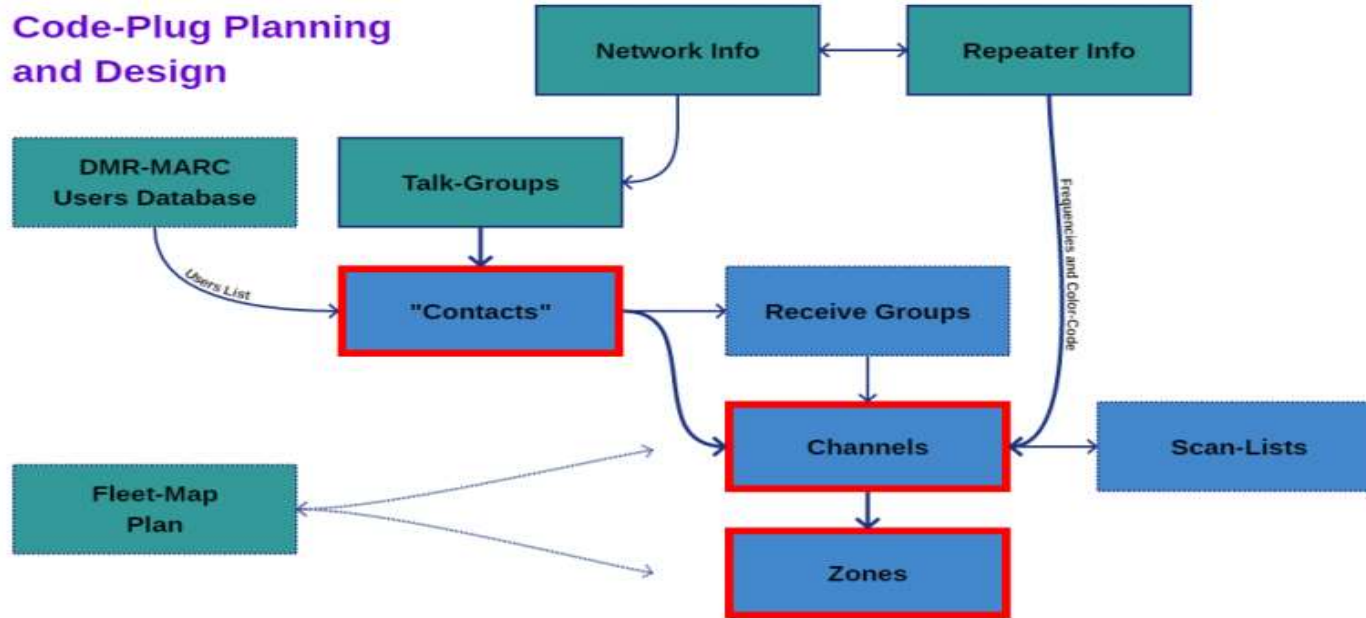 Code-Plug Planning
and Design
Network Info
Repeater Info
DMR-MARC
Users Database
Talk-Groups
Users List
Frequencies and Color-Code
"Contacts"
Receive Groups
Channels
Scan-Lists
Fleet-Map
Plan
Zones